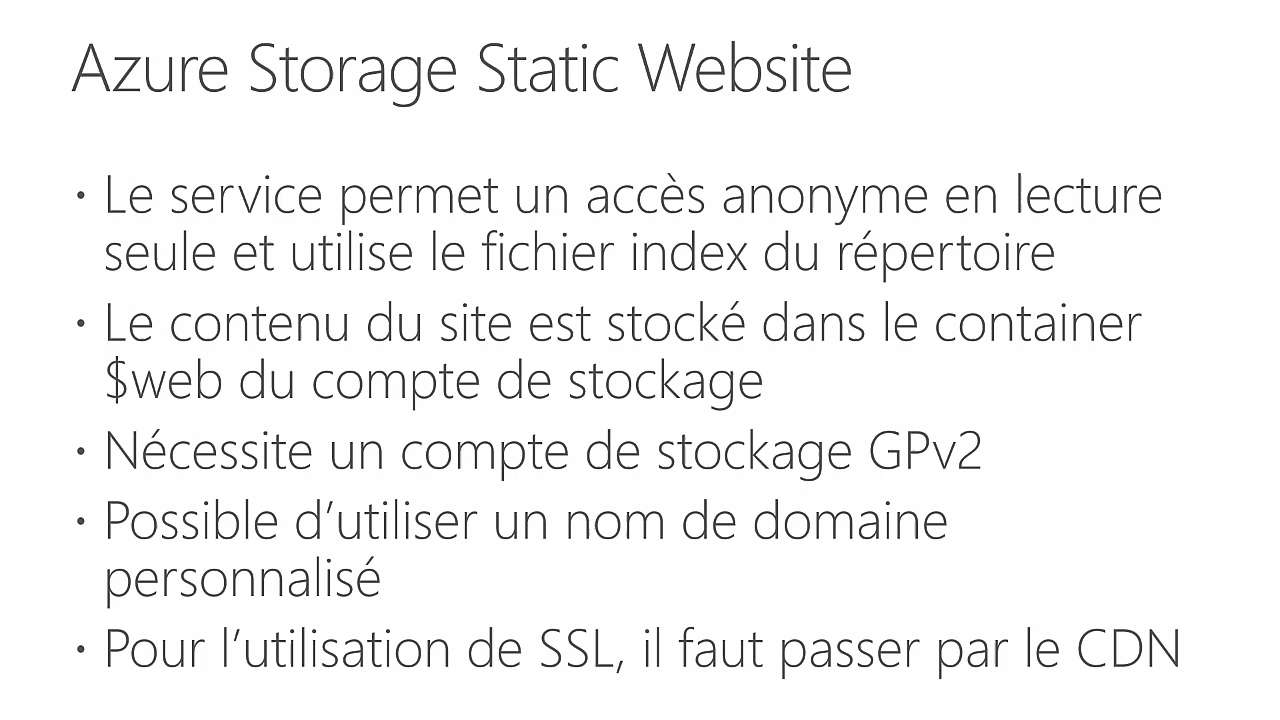 Azure Storage Static Website
• Le service permet un accès anonyme en lecture
seule et utilise le fichier index du répertoire
• Le contenu du site est stocké dans le container
$web du compte de stockage
• Nécessite un compte de stockage GPv2
• Possible d’utiliser un nom de domaine
personnalisé
• Pour l’utilisation de SSL, il faut passer par le CDN